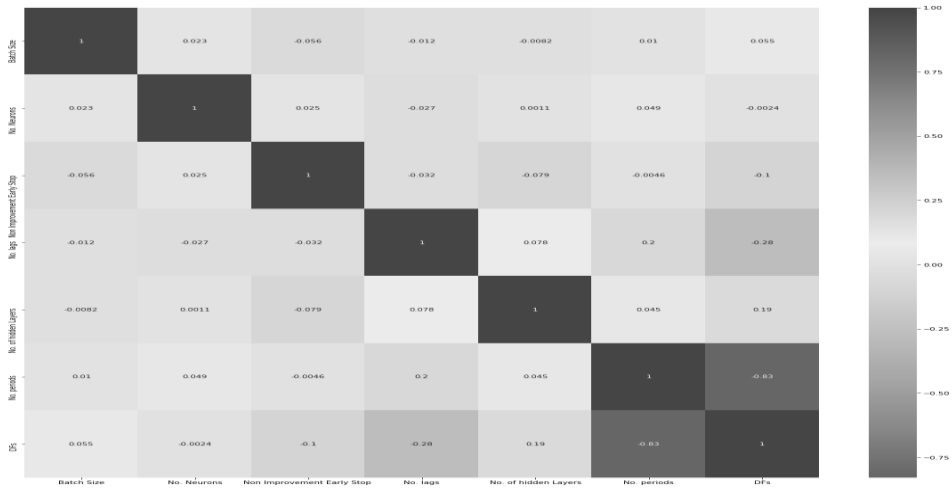 Batch Size 1 0.023 -0.056 -0.012 -0.0082 0.01 0.055
No. Neurons 0.023 1 0.025 -0.027 0.0011 0.049 -0.0024
Non Improvement Early Stop -0.056 0.025 1 -0.032 -0.079 -0.0046 -0.1
No. lags -0.012 -0.027 -0.032 1 0.078 0.2 -0.28
No. of hidden Layers -0.0082 0.0011 -0.079 0.078 1 0.045 0.19
No. periods 0.01 0.049 -0.0046 0.2 0.045 1 -0.83
DFs 0.055 -0.0024 -0.1 -0.28 0.19 -0.83 1
Batch Size No. Neurons Non Improvement Early Stop No. lags No. of hidden Layers No. periods DFs
1.00
0.75
0.50
0.25
0.00
−0.25
−0.50
−0.75